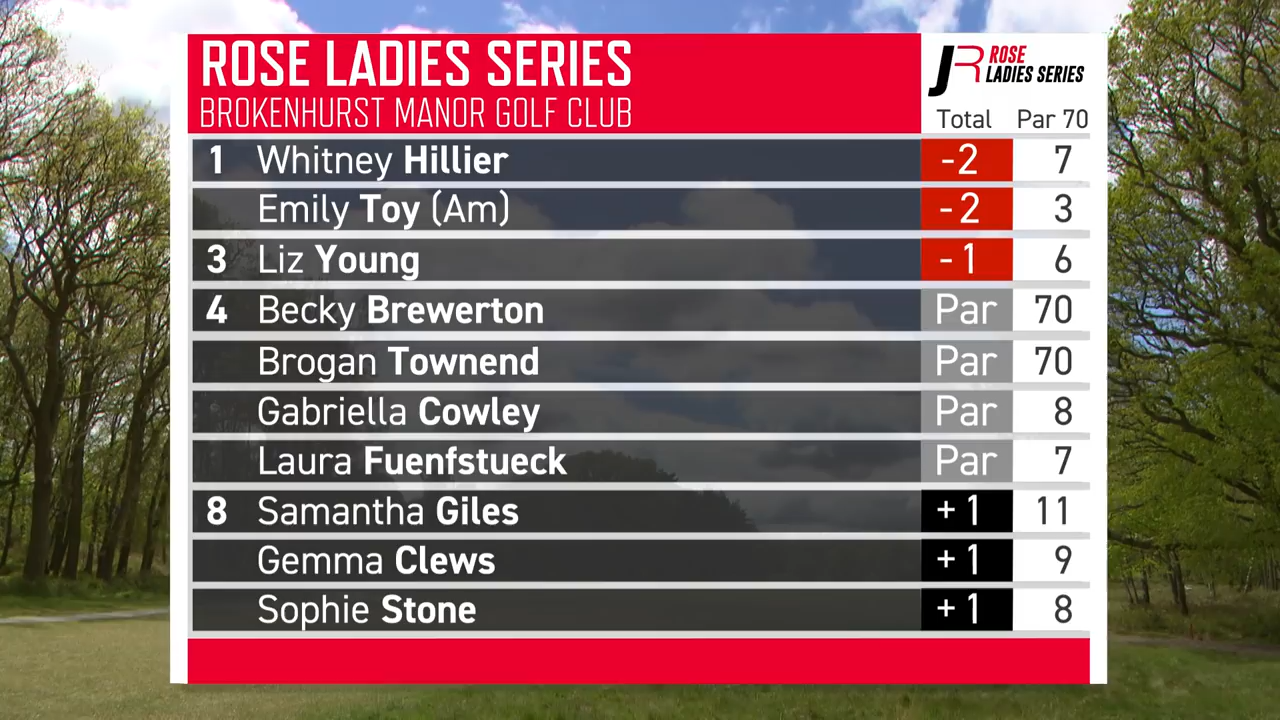 ROSE LADIES SERIES
BROKENHURST MANOR GOLF CLUB
JR ROSE
LADIES SERIES
Total Par 70
1 Whitney Hillier -2 7
Emily Toy (Am) -2 3
3 Liz Young -1 6
4 Becky Brewerton Par 70
Brogan Townend Par 70
Gabriella Cowley Par 8
Laura Fuenfstueck Par 7
8 Samantha Giles +1 11
Gemma Clews +1 9
Sophie Stone +1 8